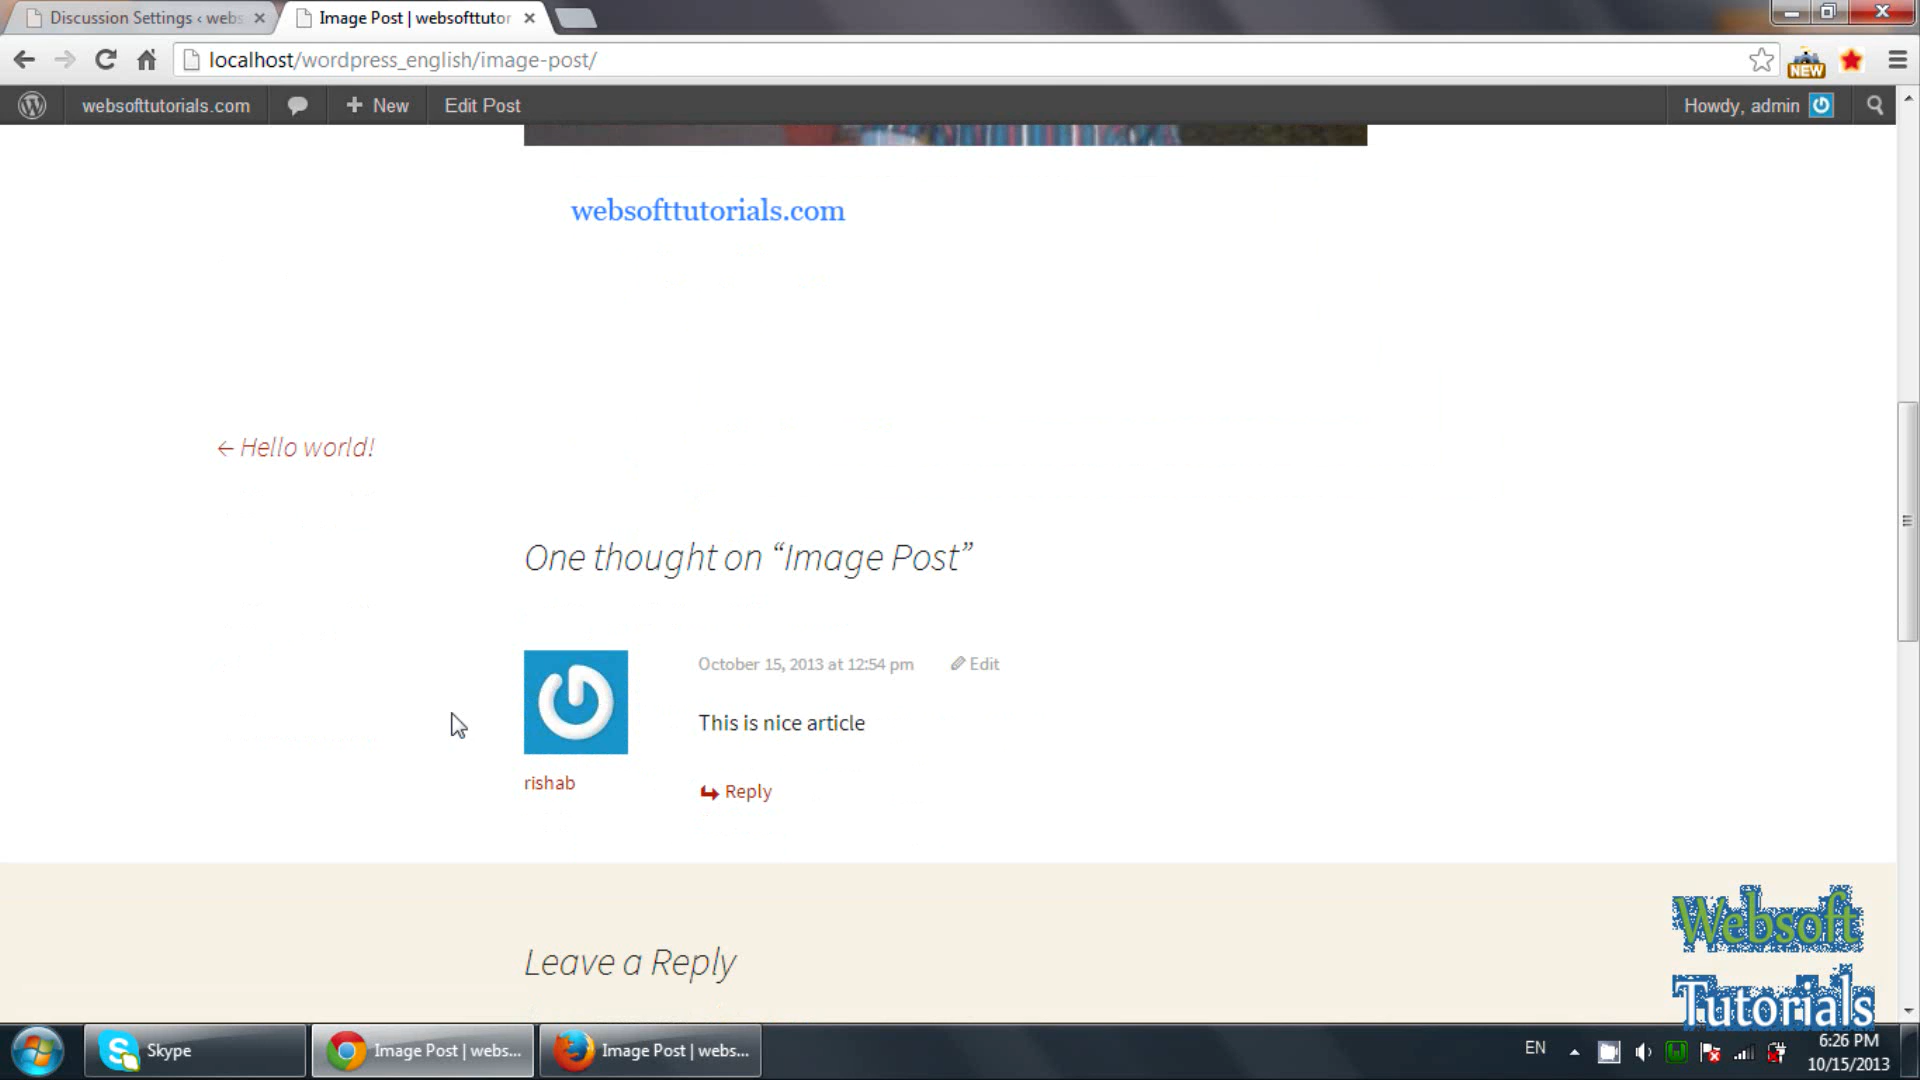 Discussion Settings ‹ webs
Image Post | websofttutor
localhost/wordpress_english/image-post/
NEW
websofttutorials.com
New
Edit Post
Howdy, admin
websofttutorials.com
← Hello world!
One thought on “Image Post”
October 15, 2013 at 12:54 pm
Edit
This is nice article
rishab
Reply
Leave a Reply
Websoft
Tutorials
Skype
Image Post | webs...
Image Post | webs...
EN
6:26 PM
10/15/2013